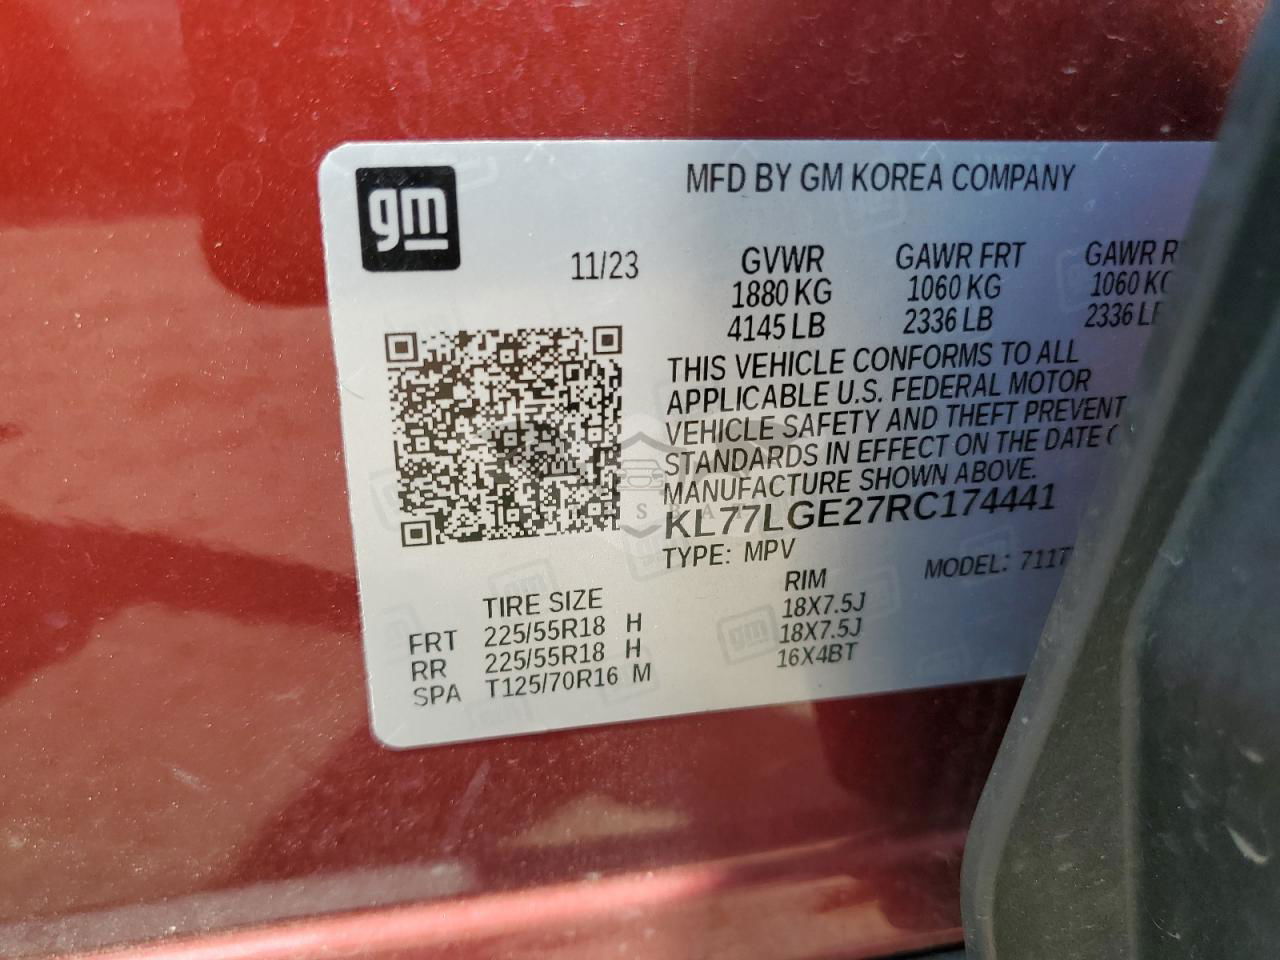 gm
MFD BY GM KOREA COMPANY
11/23
GVWR GAWR FRT GAWR
1880 KG 1060 KG 1060
4145 LB 2336 LB 2336
THIS VEHICLE CONFORMS TO ALL
APPLICABLE U.S. FEDERAL MOTOR
VEHICLE SAFETY AND THEFT PREVENT
STANDARDS IN EFFECT ON THE DATE
MANUFACTURE SHOWN ABOVE.
KL77LGE27RC174441
TYPE: MPV MODEL: 711T
TIRE SIZE RIM
FRT 225/55R18 H 18X7.5J
RR 225/55R18 H 18X7.5J
SPA T125/70R16 M 16X4BT